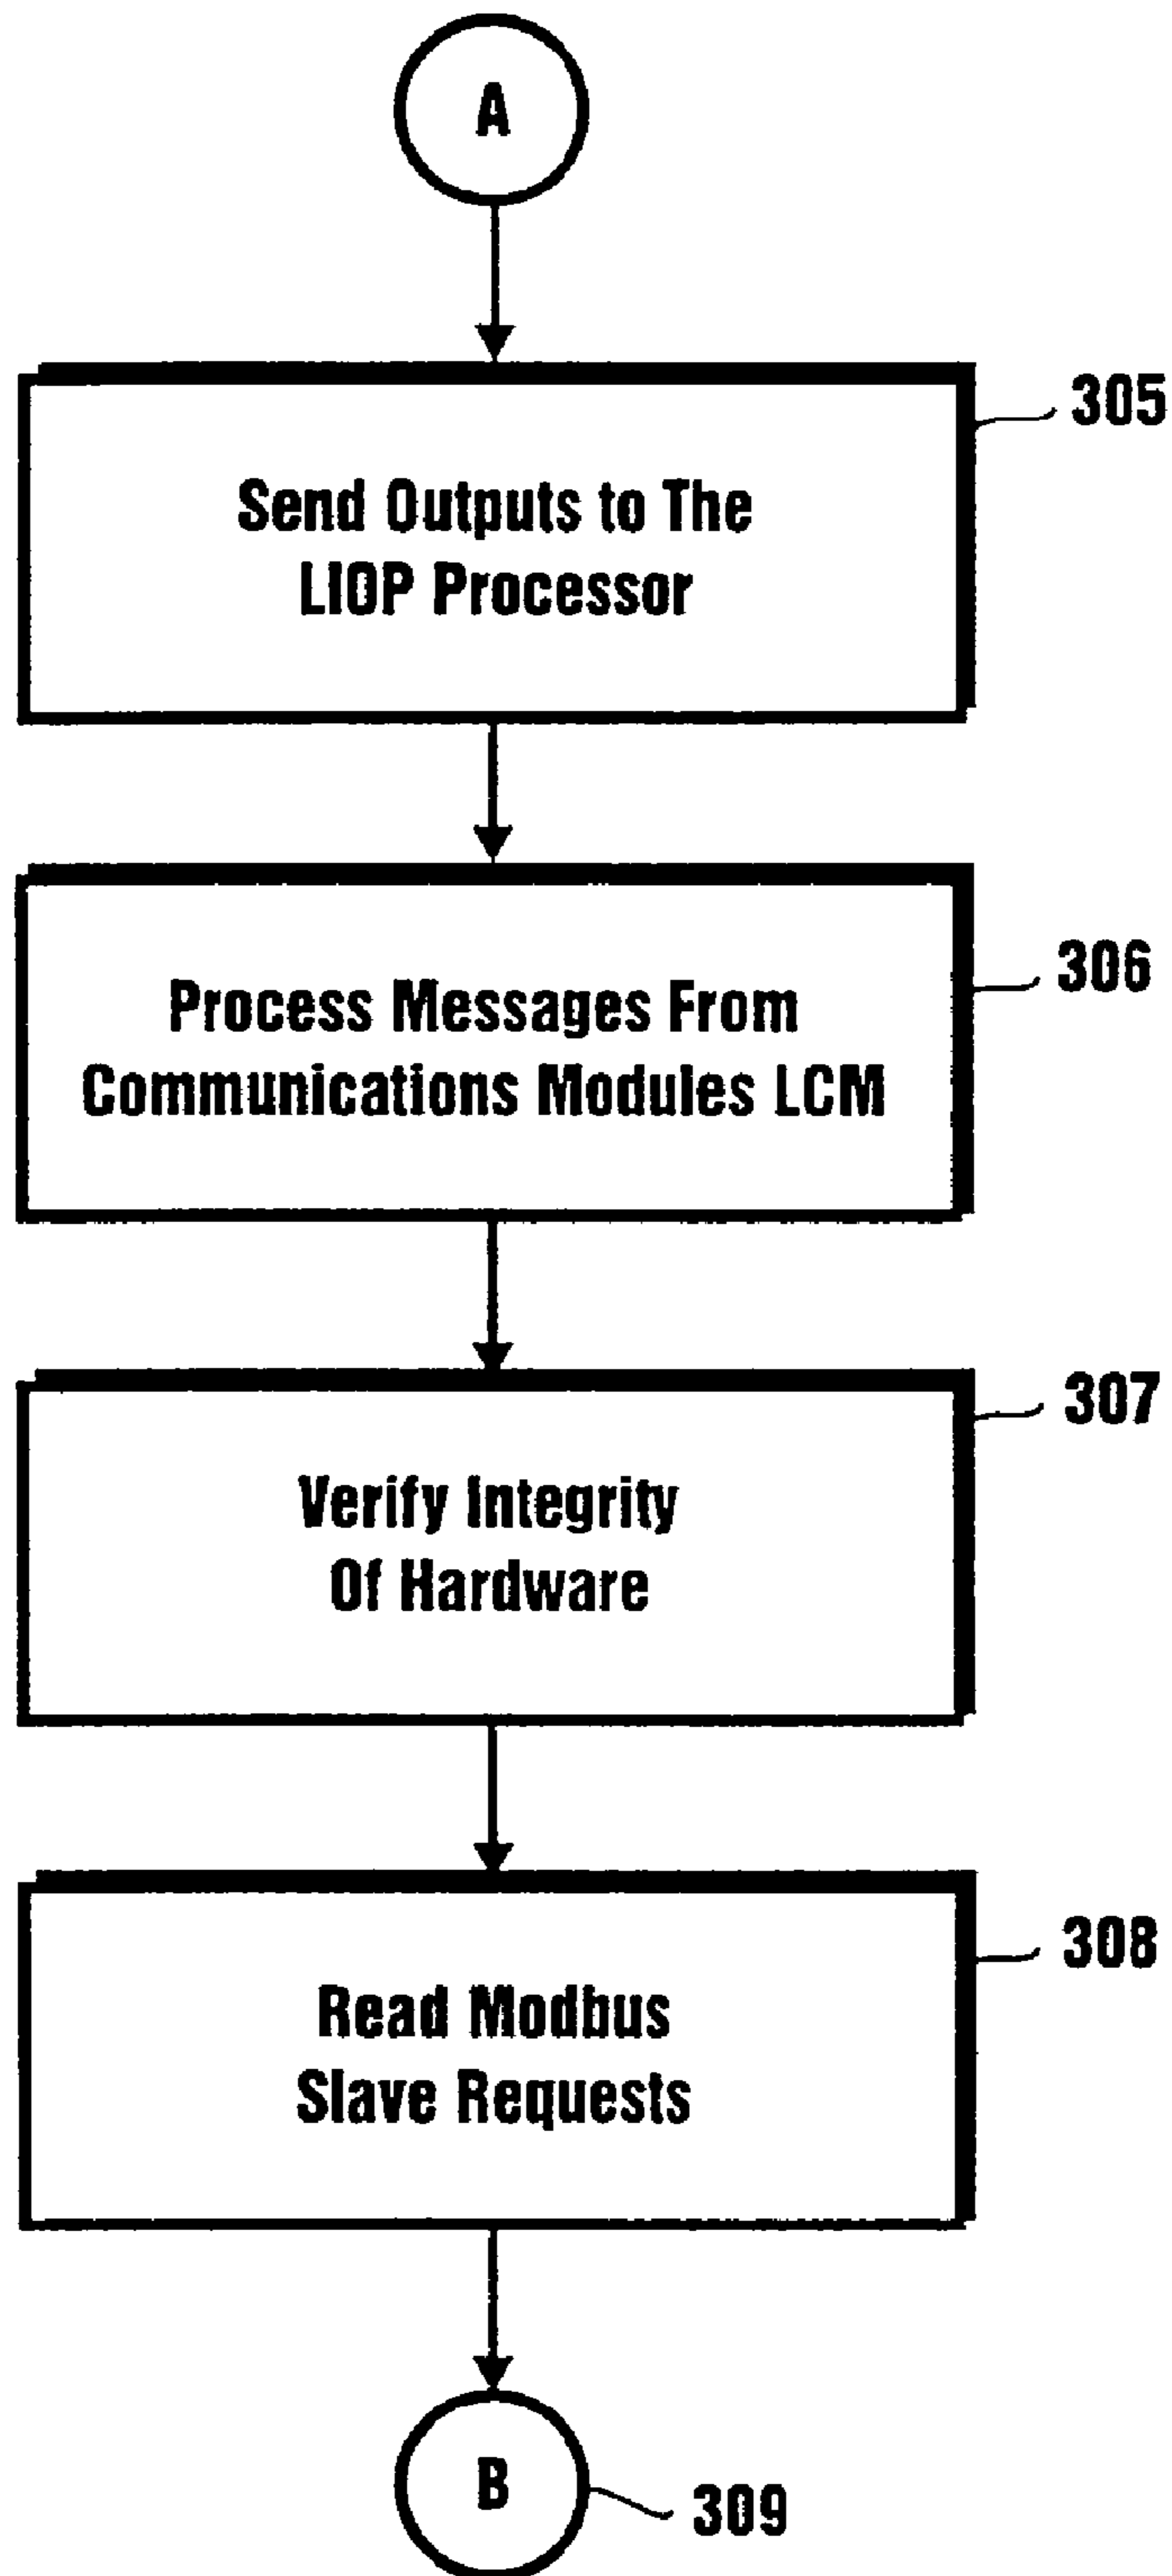 A
305
Send Outputs to The
LIOP Processor
306
Process Messages From
Communications Modules LCM
307
Verify Integrity
Of Hardware
308
Read Modbus
Slave Requests
B
309